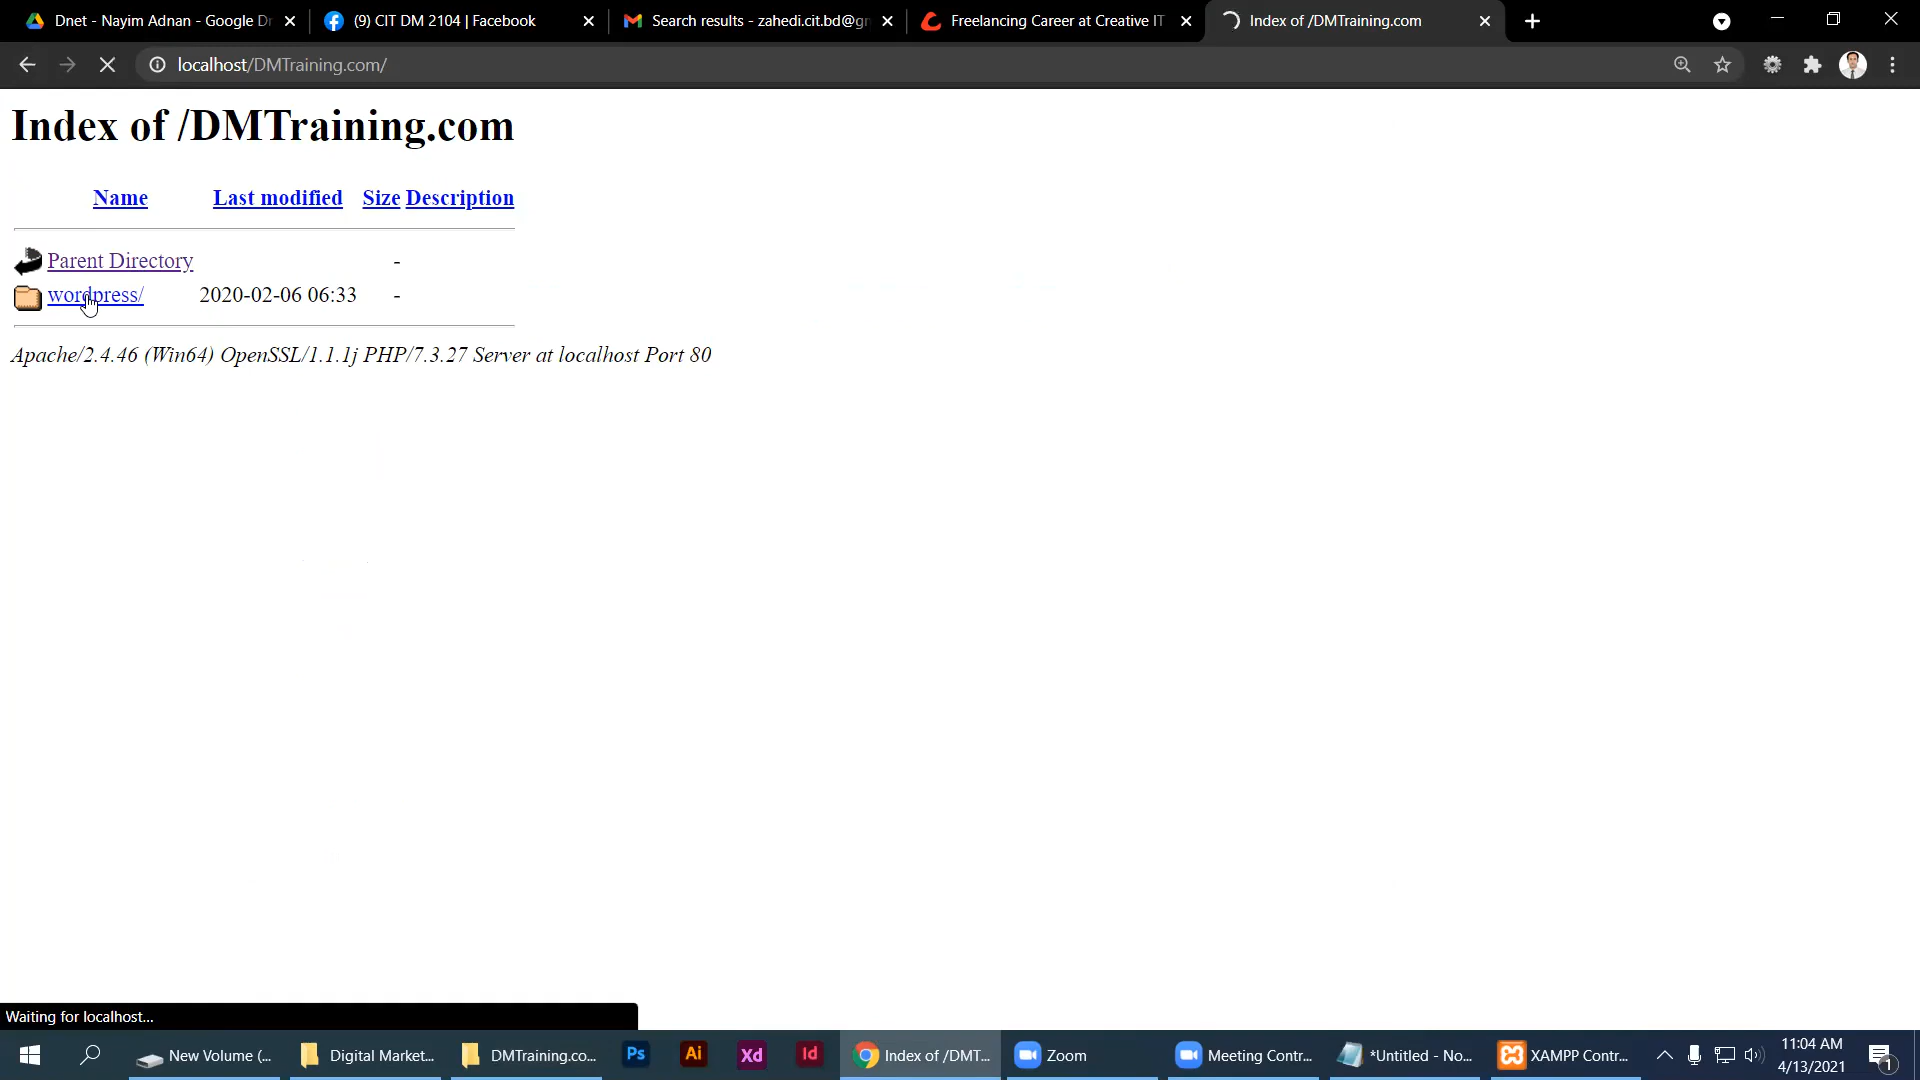 Dnet - Nayim Adnan - Google Dr
(9) CIT DM 2104 | Facebook
Search results - zahedi.cit.bd@gm
Freelancing Career at Creative IT
Index of /DMTraining.com
localhost/DMTraining.com/
Index of /DMTraining.com
Name Last modified Size Description
Parent Directory -
wordpress/ 2020-02-06 06:33 -
Apache/2.4.46 (Win64) OpenSSL/1.1.1j PHP/7.3.27 Server at localhost Port 80
Waiting for localhost...
New Volume (...
Digital Market...
DMTraining.co...
Ps
Ai
Xd
Id
Index of /DMT...
Zoom
Meeting Contr...
*Untitled - No...
XAMPP Contr...
11:04 AM
4/13/2021
1